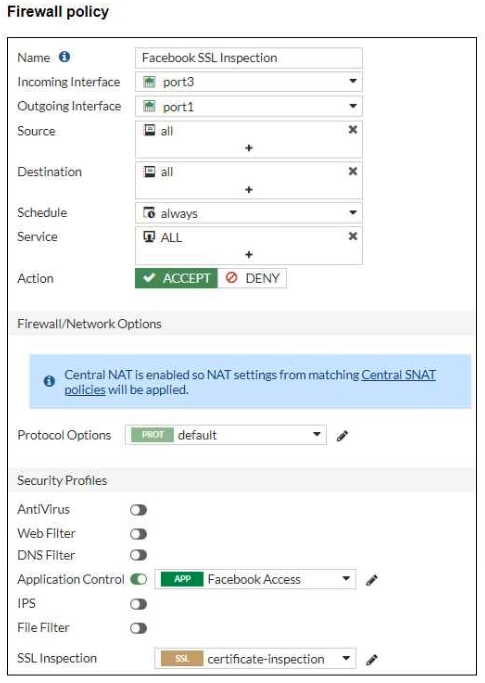 Firewall policy
Name
Facebook SSL Inspection
Incoming Interface
port3
Outgoing Interface
port1
Source
all
Destination
all
Schedule
always
Service
ALL
Action
ACCEPT
DENY
Firewall/Network Options
Central NAT is enabled so NAT settings from matching Central SNAT
policies will be applied.
Protocol Options
PROT default
Security Profiles
AntiVirus
Web Filter
DNS Filter
Application Control
APP Facebook Access
IPS
File Filter
SSL Inspection
SSL certificate-inspection